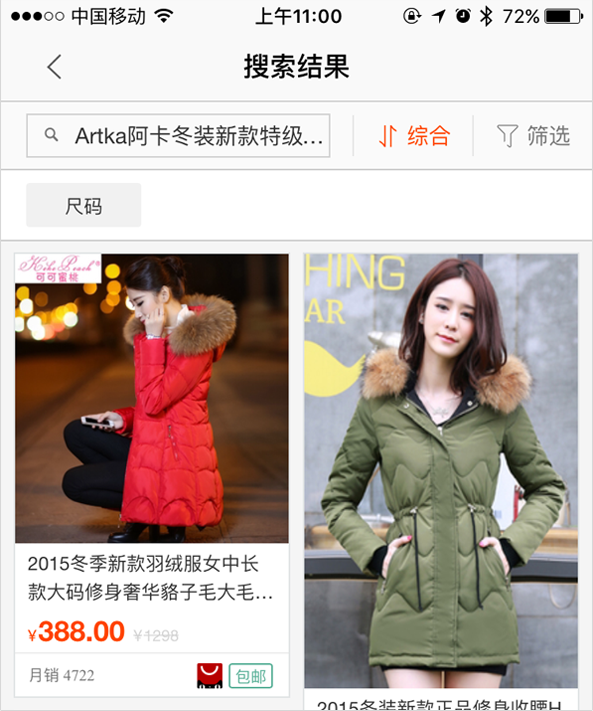 中国移动
上午11:00
72%
搜索结果
Artka阿卡冬装新款特级...
综合
筛选
尺码
KikePeach®
可可蜜桃
HING
AR
2015冬季新款羽绒服女中长
款大码修身奢华貉子毛大毛...
¥388.00 ¥1298
月销 4722
包邮
2015冬装新款正品修身收腰H